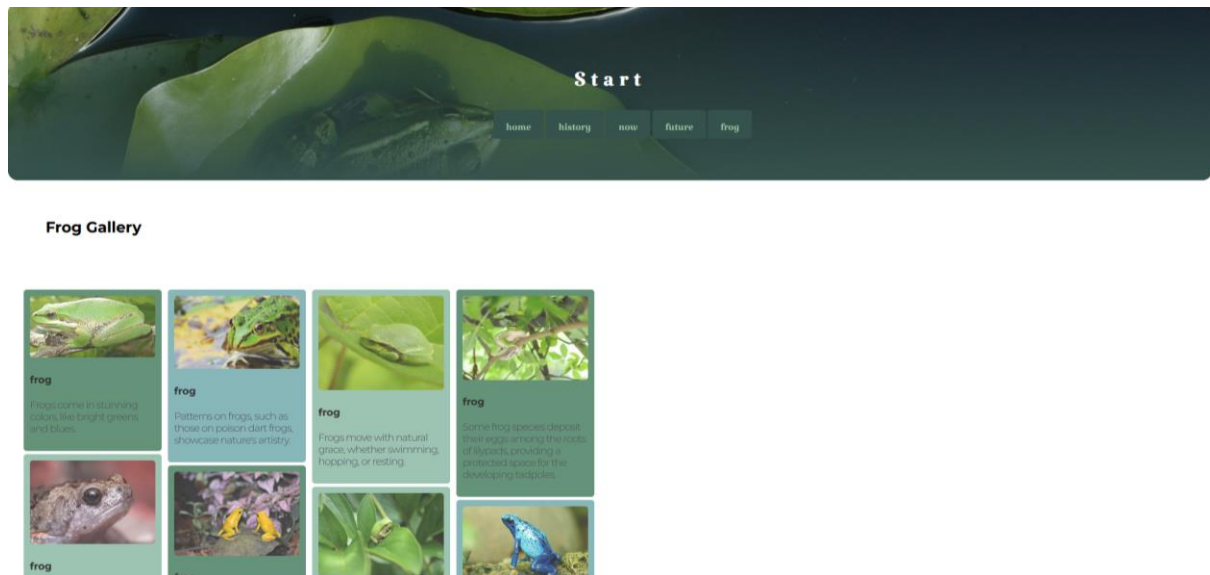 Start
home history now future frog
Frog Gallery
frog
Frogs come in stunning
colors, like bright greens
and blues.
frog
Patterns on frogs, such as
those on poison dart frogs,
showcase nature's artistry.
frog
Frogs move with natural
grace, whether swimming,
hopping, or resting.
frog
Some frog species deposit
their eggs among the roots
of lilypads, providing a
protected space for the
developing tadpoles.
frog